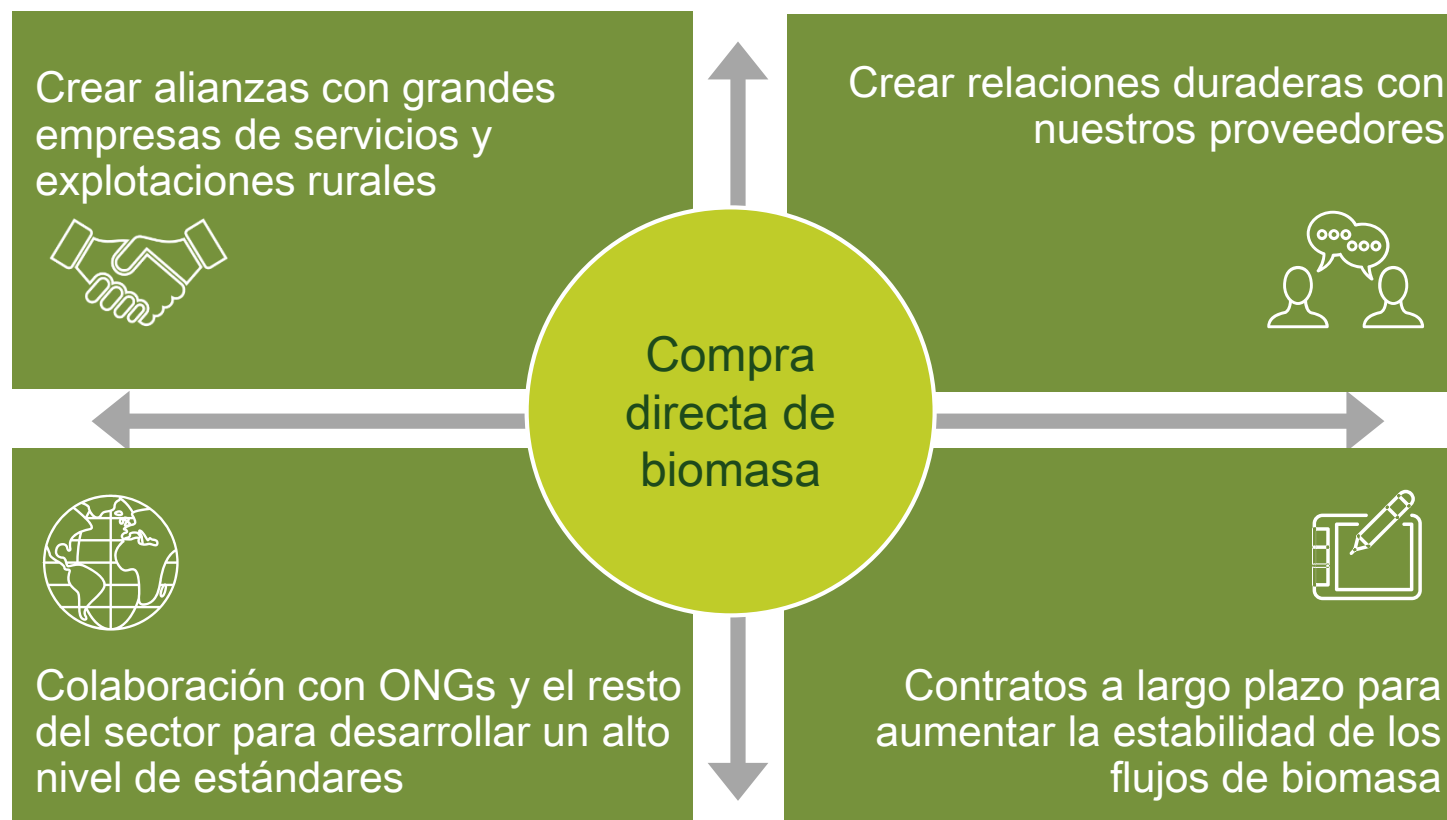 Crear alianzas con grandes
empresas de servicios y
explotaciones rurales
Crear relaciones duraderas con
nuestros proveedores
Compra
directa de
biomasa
Colaboración con ONGs y el resto
del sector para desarrollar un alto
nivel de estándares
Contratos a largo plazo para
aumentar la estabilidad de los
flujos de biomasa